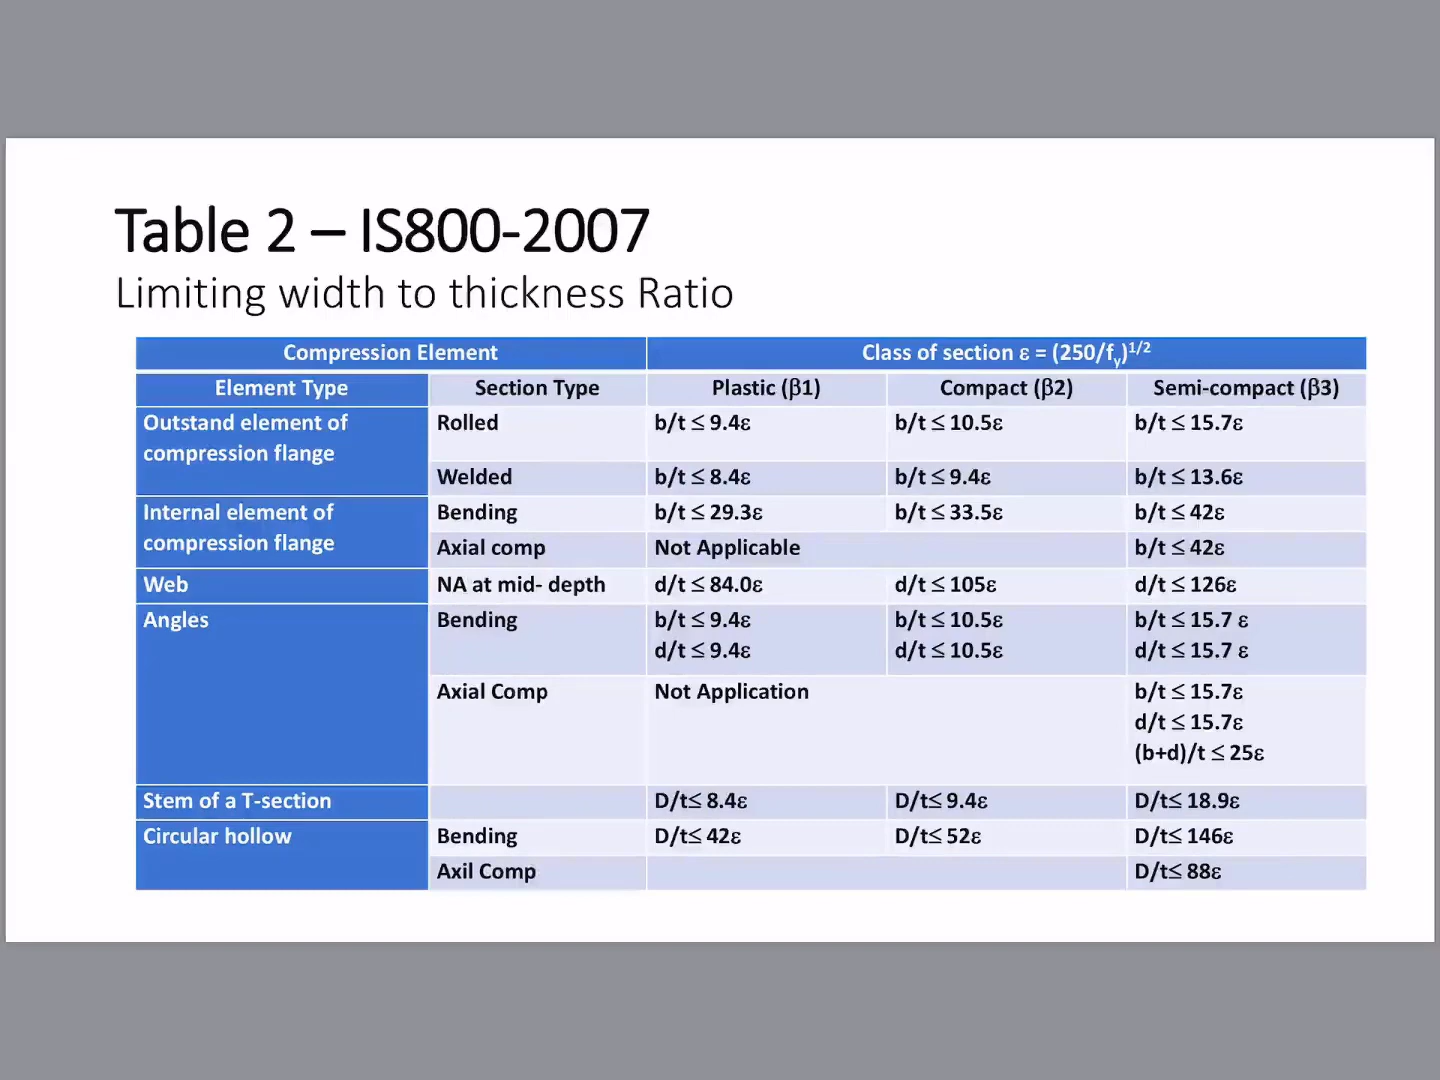 Table 2 – IS800-2007
Limiting width to thickness Ratio
Compression Element Class of section ε = (250/fy)1/2
Element Type Section Type Plastic (β1) Compact (β2) Semi-compact (β3)
Outstand element of compression flange Rolled b/t ≤ 9.4ε b/t ≤ 10.5ε b/t ≤ 15.7ε
Welded b/t ≤ 8.4ε b/t ≤ 9.4ε b/t ≤ 13.6ε
Internal element of compression flange Bending b/t ≤ 29.3ε b/t ≤ 33.5ε b/t ≤ 42ε
Axial comp Not Applicable b/t ≤ 42ε
Web NA at mid- depth d/t ≤ 84.0ε d/t ≤ 105ε d/t ≤ 126ε
Angles Bending b/t ≤ 9.4ε b/t ≤ 10.5ε b/t ≤ 15.7 ε
d/t ≤ 9.4ε d/t ≤ 10.5ε d/t ≤ 15.7 ε
Axial Comp Not Application b/t ≤ 15.7ε
d/t ≤ 15.7ε
(b+d)/t ≤ 25ε
Stem of a T-section D/t≤ 8.4ε D/t≤ 9.4ε D/t≤ 18.9ε
Circular hollow Bending D/t≤ 42ε D/t≤ 52ε D/t≤ 146ε
Axil Comp D/t≤ 88ε